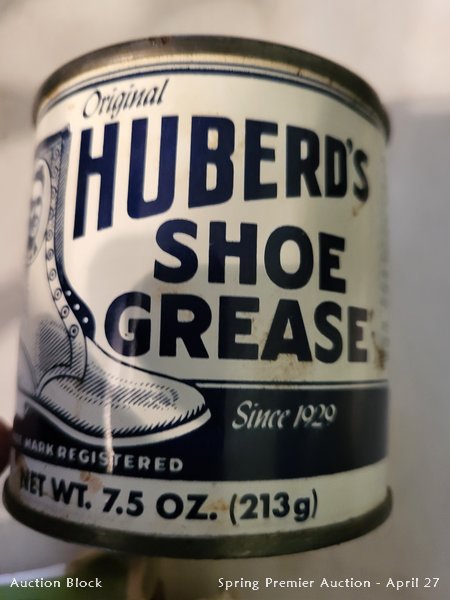 Original
HUBERD'S
SHOE
GREASE
Since 1929
MARK REGISTERED
NET WT. 7.5 OZ. (213g)
Auction Block
Spring Premier Auction - April 27